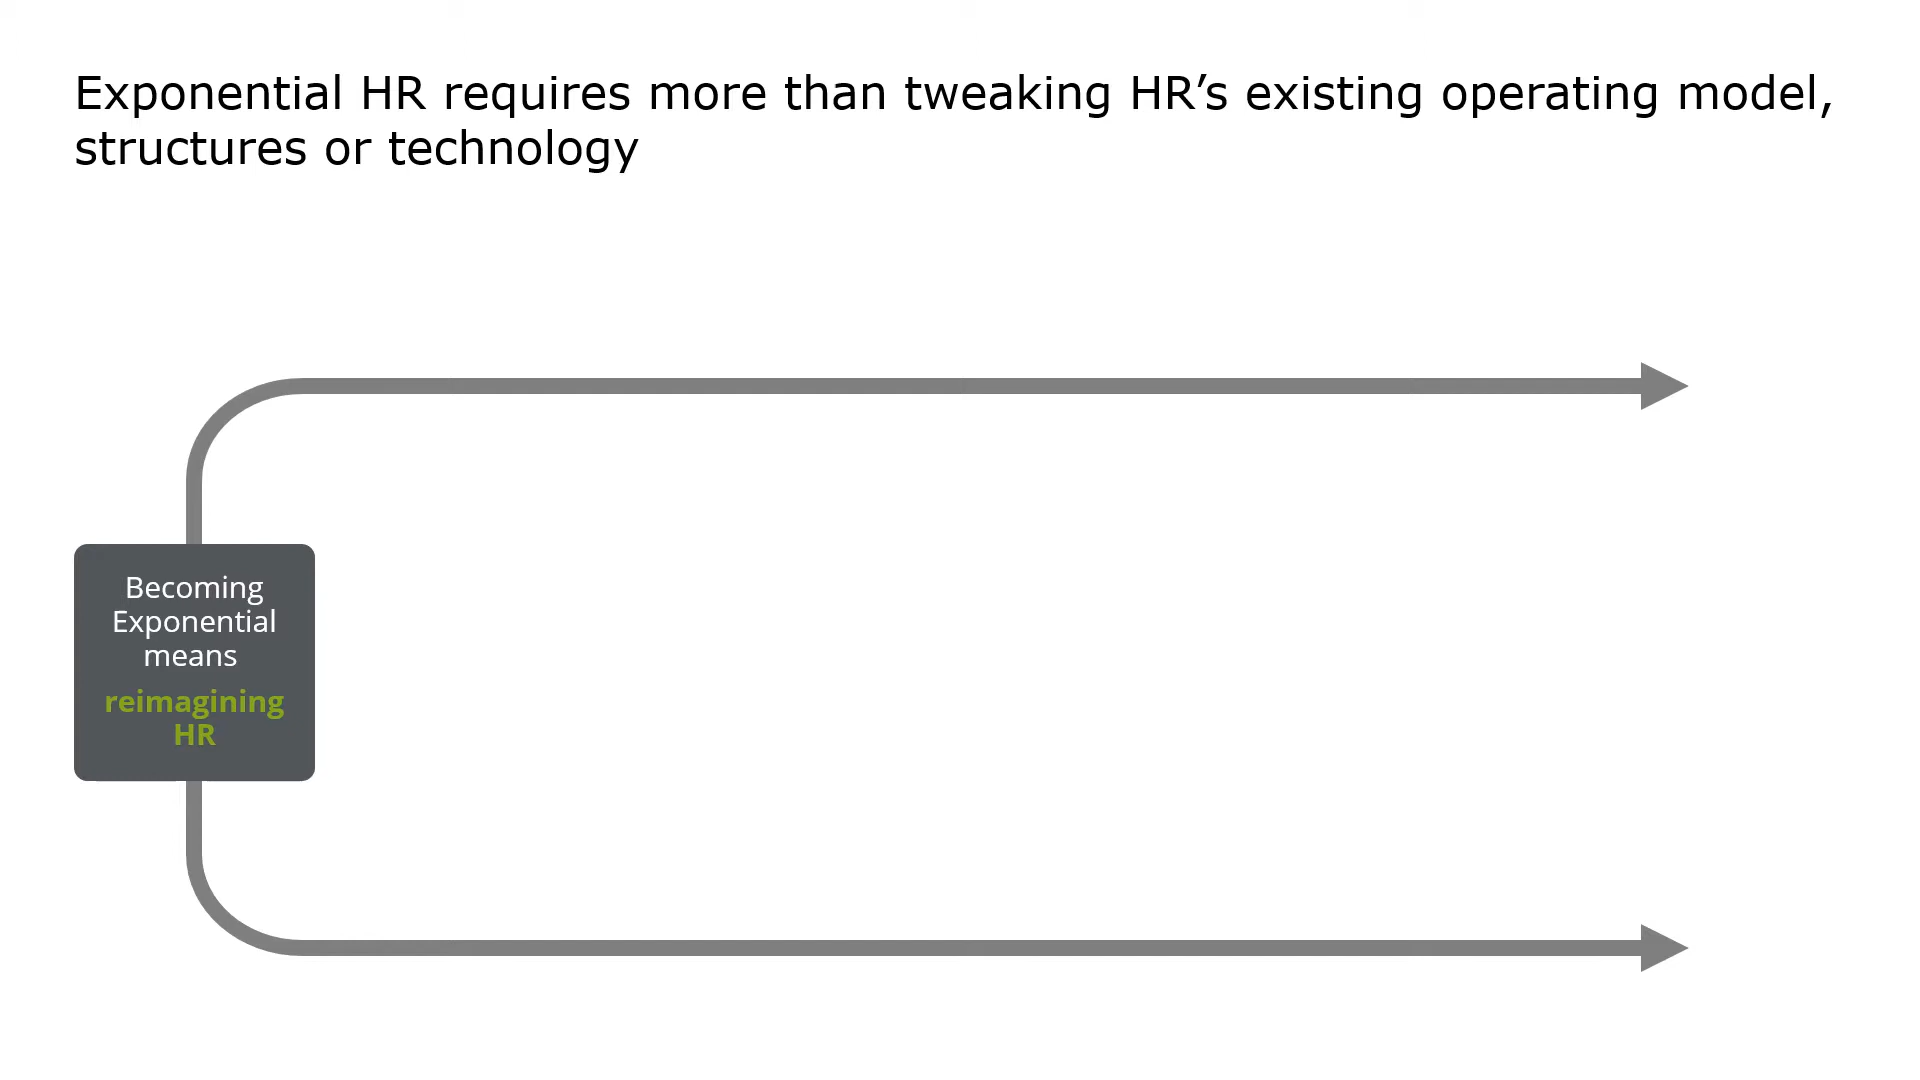 Exponential HR requires more than tweaking HR’s existing operating model,
structures or technology
Becoming
Exponential
means
reimagining
HR